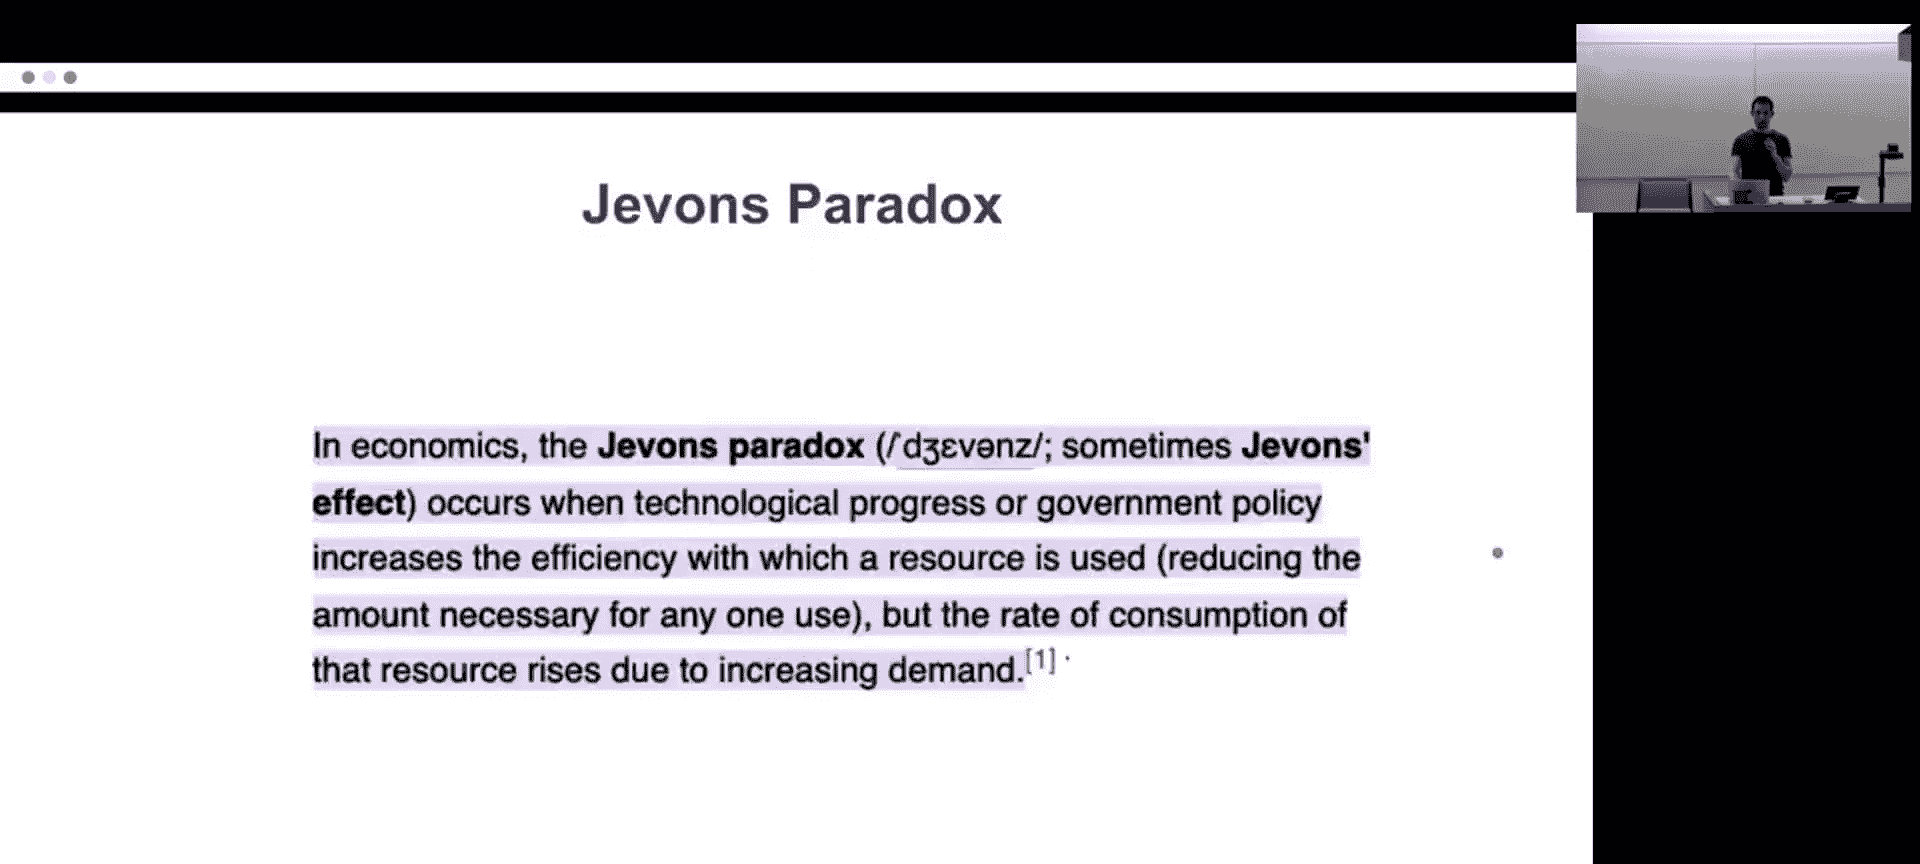 Jevons Paradox
In economics, the Jevons paradox (/ˈdʒɛvənz/; sometimes Jevons'
effect) occurs when technological progress or government policy
increases the efficiency with which a resource is used (reducing the
amount necessary for any one use), but the rate of consumption of
that resource rises due to increasing demand.[1]